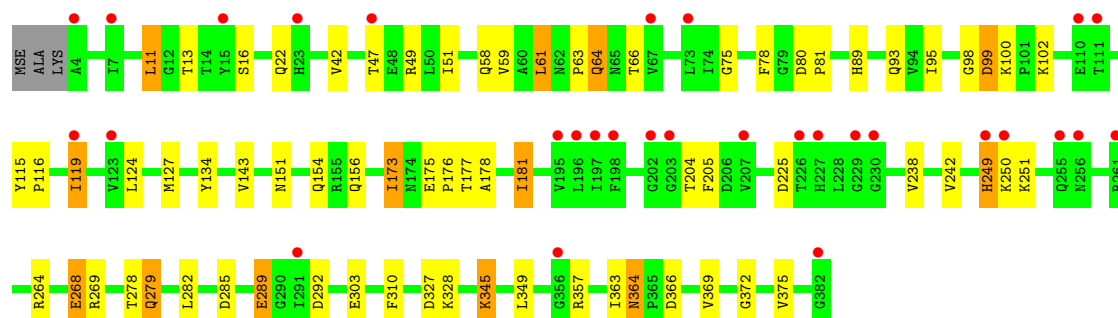 MSE ALA LYS A4 I7 L11 G12 T13 T14 Y15 S16 Q22 H23 V42 T47 E48 R49 L50 I51 Q58 V59 A60 L61 N62 P63 Q64 N65 T66 V67 L73 I74 G75 F78 G79 D80 P81 H89 Q93 V94 I95 G98 D99 K100 P101 K102 E110 T111
Y115 P116 I119 V123 L124 M127 Y134 V143 N151 Q154 R155 Q156 I173 N174 E175 P176 T177 A178 I181 V195 L196 I197 F198 G202 G203 T204 F205 D206 V207 D225 T226 H227 L228 G229 G230 V238 V242 H249 K250 K251 Q255 N256
R264 E268 R269 T278 Q279 L282 D285 E289 G290 I291 D292 E303 F310 D327 K328 K345 L349 G356 R357 I363 N364 P365 D366 V369 G372 V375 G382